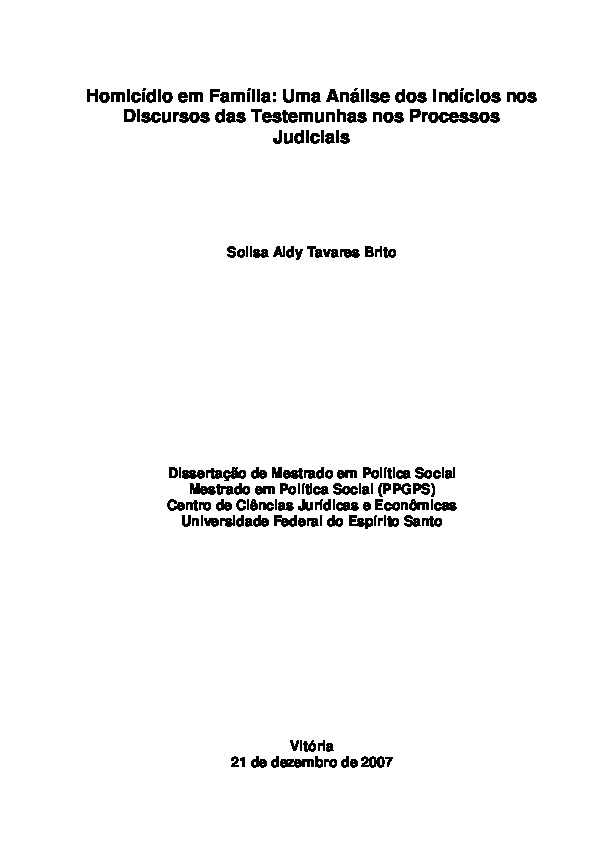 Homicídio em Família: Uma Análise dos Indícios nos
Discursos das Testemunhas nos Processos
Judiciais
Solisa Aldy Tavares Brito
Dissertação de Mestrado em Política Social
Mestrado em Política Social (PPGPS)
Centro de Ciências Jurídicas e Econômicas
Universidade Federal do Espírito Santo
Vitória
21 de dezembro de 2007